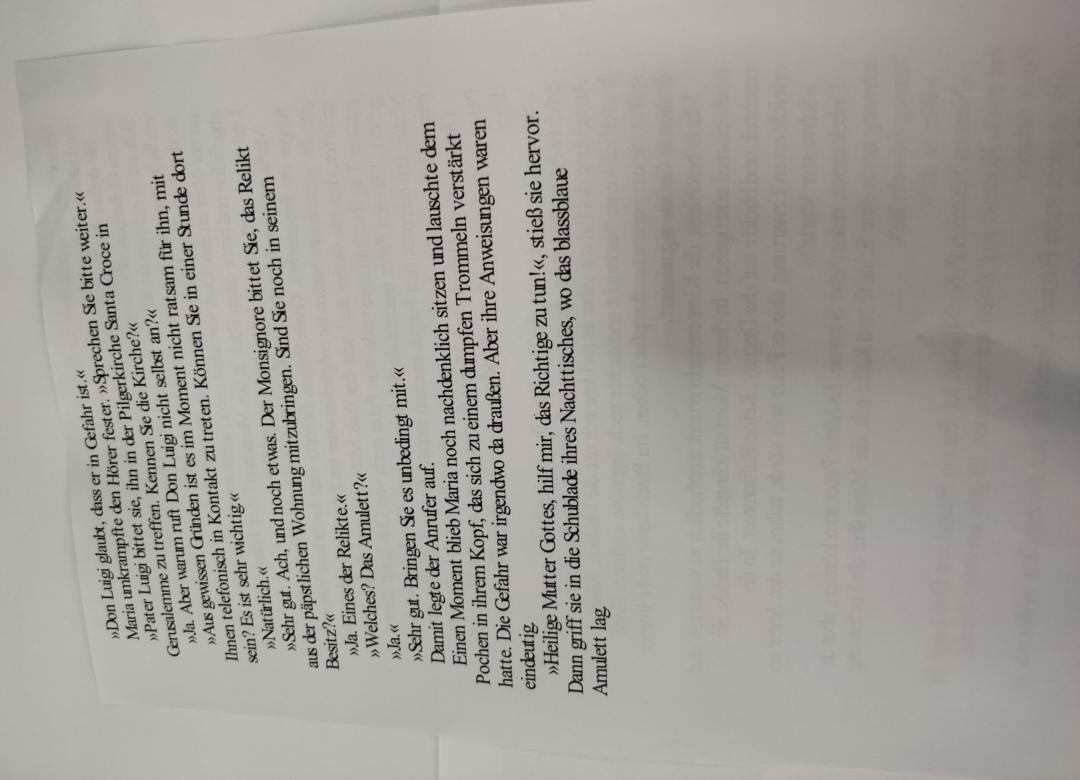 »Don Luigi glaubt, dass er in Gefahr ist.«
Maria umkrampfte den Hörer fester. »Sprechen Sie bitte weiter.«
»Pater Luigi bittet sie, ihn in der Pilgerkirche Santa Croce in
Gerusalemme zu treffen. Kennen Sie die Kirche?«
»Ja. Aber warum ruft Don Luigi nicht selbst an?«
»Aus gewissen Gründen ist es im Moment nicht ratsam für ihn, mit
Ihnen telefonisch in Kontakt zu treten. Können Sie in einer Stunde dort
sein? Es ist sehr wichtig.«
»Natürlich.«
»Sehr gut. Ach, und noch etwas. Der Monsignore bittet Sie, das Relikt
aus der päpstlichen Wohnung mitzubringen. Sind Sie noch in seinem
Besitz?«
»Ja. Eines der Relikte.«
»Welches? Das Amulett?«
»Ja.«
»Sehr gut. Bringen Sie es unbedingt mit.«
Damit legte der Anrufer auf.
Einen Moment blieb Maria noch nachdenklich sitzen und lauschte dem
Pochen in ihrem Kopf, das sich zu einem dumpfen Trommeln verstärkt
hatte. Die Gefahr war irgendwo da draußen. Aber ihre Anweisungen waren
eindeutig
»Heilige Mutter Gottes, hilf mir, das Richtige zu tun!«, stieß sie hervor.
Dann griff sie in die Schublade ihres Nachttisches, wo das blassblaue
Amulett lag